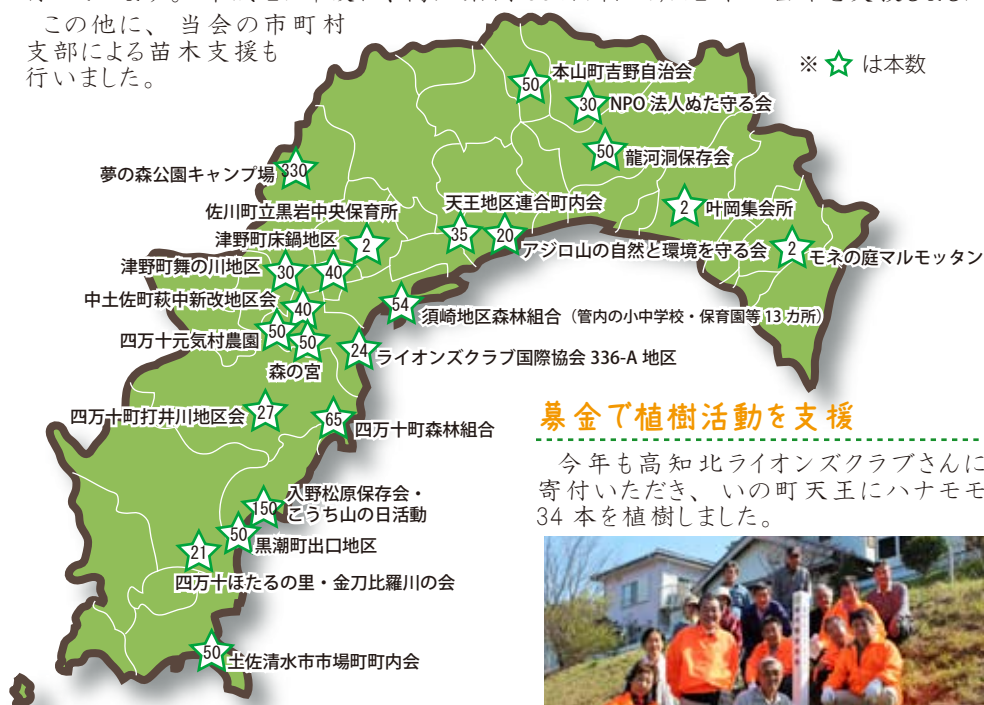 この他に、当会の市町村
支部による苗木支援も
行いました。
※ ☆ は本数
50
本山町吉野自治会
30
NPO 法人ぬた守る会
50
龍河洞保存会
330
夢の森公園キャンプ場
2
佐川町立黒岩中央保育所
35
天王地区連合町内会
20
アジロ山の自然と環境を守る会
2
叶岡集会所
2
モネの庭マルモッタン
40
津野町床鍋地区
30
津野町舞の川地区
40
中土佐町萩中新改地区会
54
須崎地区森林組合（管内の小中学校・保育園等 13 カ所）
50
四万十元気村農園
50
森の宮
24
ライオンズクラブ国際協会 336-A 地区
27
四万十町打井川地区会
65
四万十町森林組合
150
入野松原保存会・
こうち山の日活動
50
黒潮町出口地区
21
四万十ほたるの里・金刀比羅川の会
50
土佐清水市市場町町内会
募金で植樹活動を支援
今年も高知北ライオンズクラブさんに
寄付いただき、いの町天王にハナモモ
34 本を植樹しました。